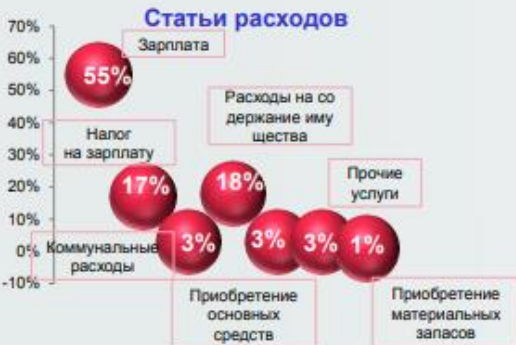 Статьи расходов
70%
60%
50%
40%
30%
20%
10%
0%
-10%
Зарплата
55%
Налог
на зарплату
17%
Коммунальные
расходы
3%
Расходы на со
держание иму
щества
18%
Приобретение
основных
средств
3%
Прочие
услуги
3%
Приобретение
материальных
запасов
1%